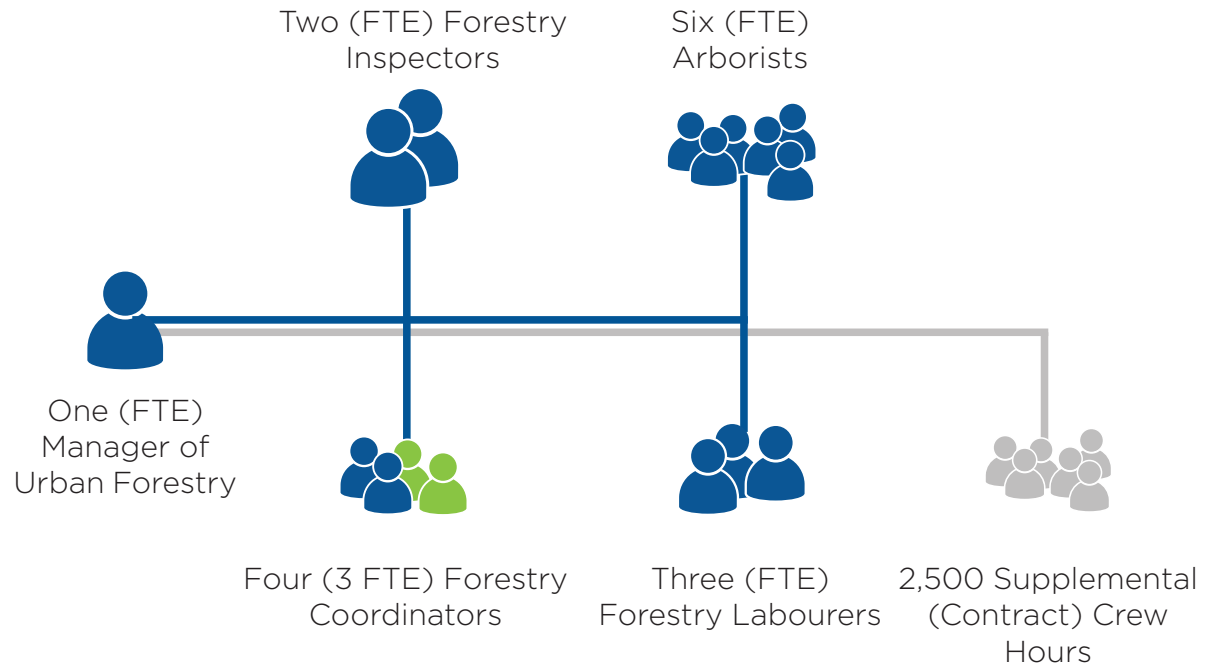 Two (FTE) Forestry
Inspectors
Six (FTE)
Arborists
One (FTE)
Manager of
Urban Forestry
Four (3 FTE) Forestry
Coordinators
Three (FTE)
Forestry Labourers
2,500 Supplemental
(Contract) Crew
Hours